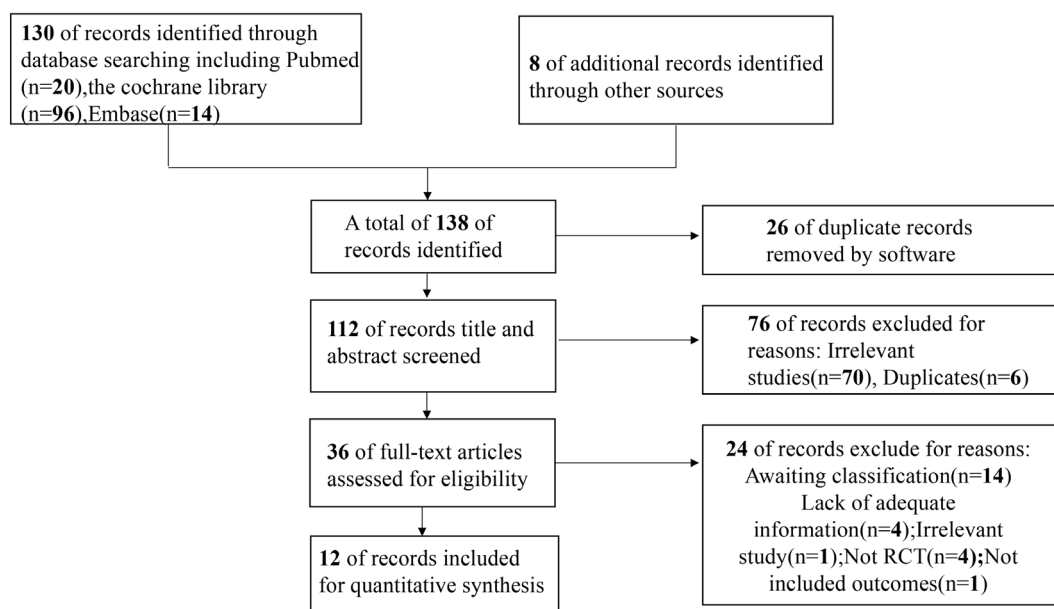 130 of records identified through
database searching including Pubmed
(n=20),the cochrane library
(n=96),Embase(n=14)
8 of additional records identified
through other sources
A total of 138 of
records identified
26 of duplicate records
removed by software
112 of records title and
abstract screened
76 of records excluded for
reasons: Irrelevant
studies(n=70), Duplicates(n=6)
36 of full-text articles
assessed for eligibility
24 of records exclude for reasons:
Awaiting classification(n=14)
Lack of adequate
information(n=4);Irrelevant
study(n=1);Not RCT(n=4);Not
included outcomes(n=1)
12 of records included
for quantitative synthesis